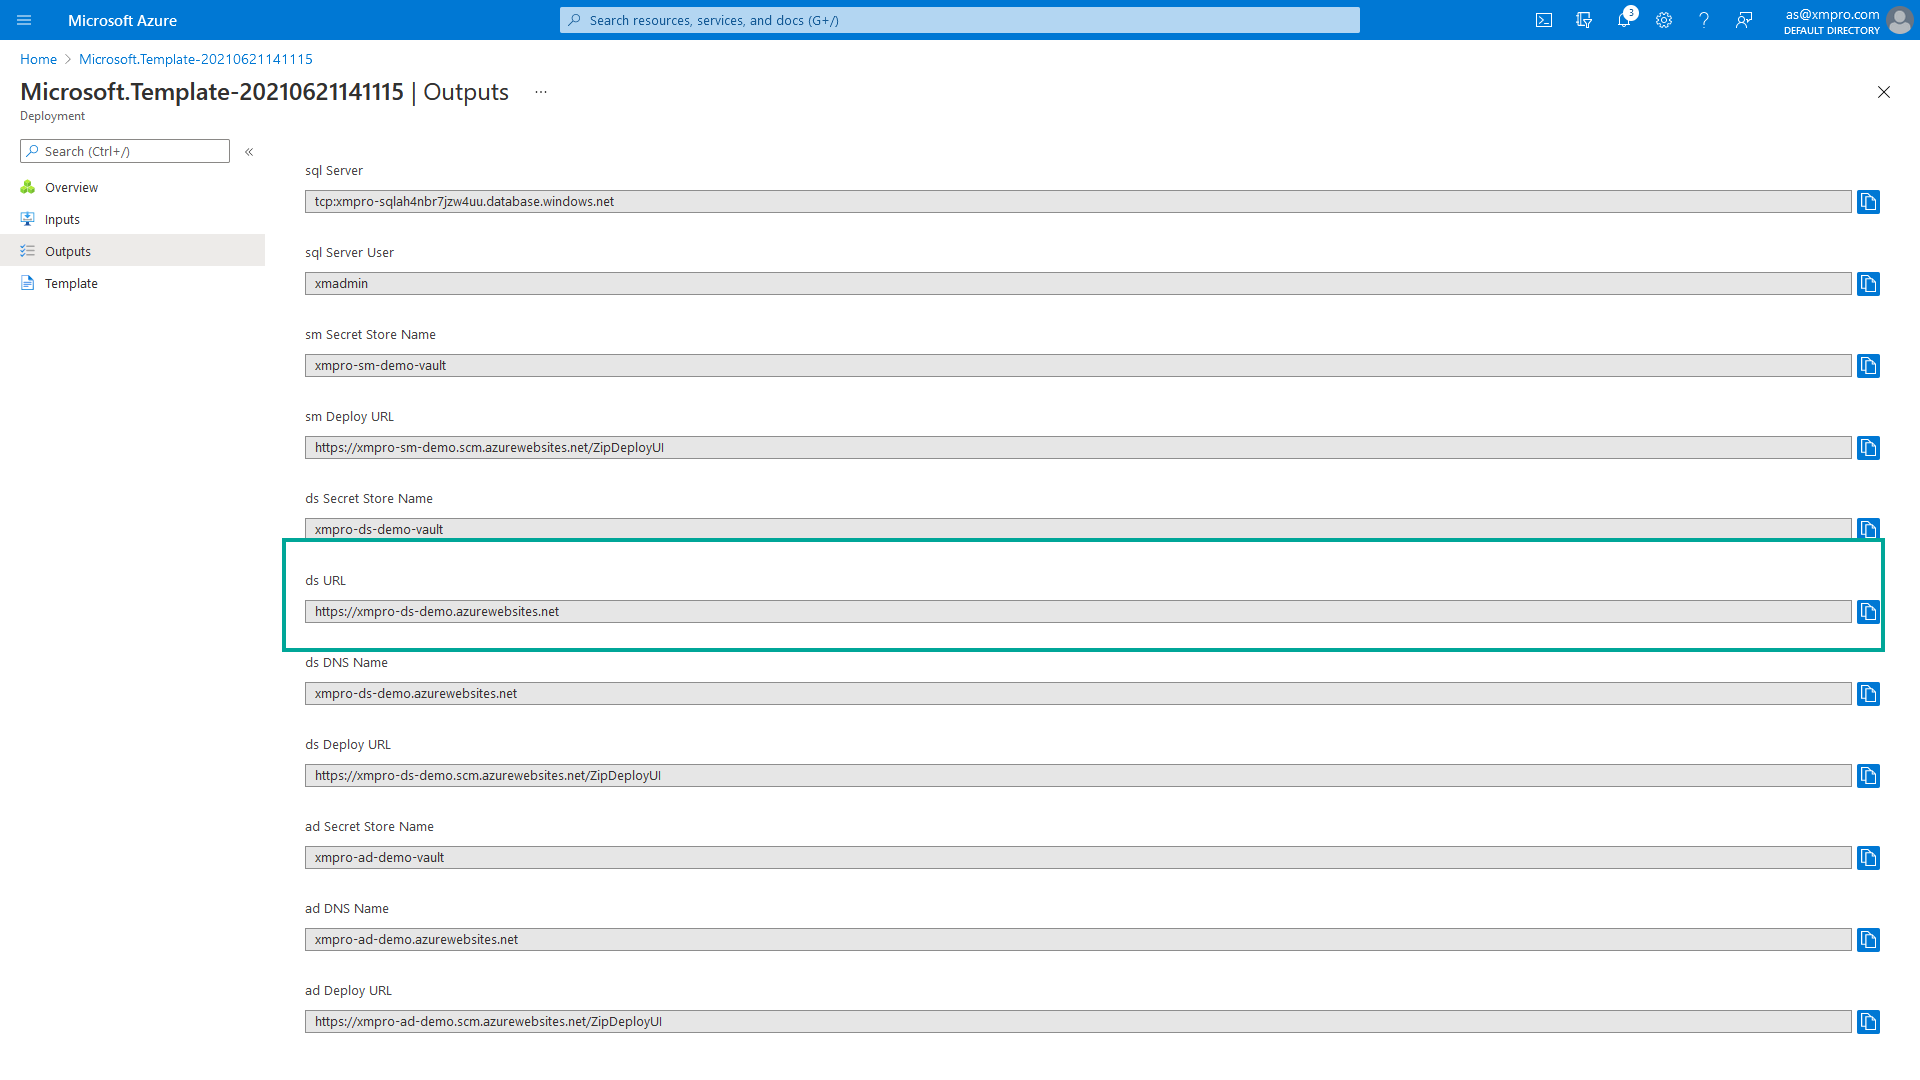 Microsoft Azure
Search resources, services, and docs (G+/)
3
as@xmpro.com
DEFAULT DIRECTORY
Home
Microsoft.Template-20210621141115
Microsoft.Template-20210621141115 | Outputs ...
Deployment
Search (Ctrl+/)
«
Overview
Inputs
Outputs
Template
sql Server
tcp:xmpro-sqlah4nbr7jzw4uu.database.windows.net
sql Server User
xmadmin
sm Secret Store Name
xmpro-sm-demo-vault
sm Deploy URL
https://xmpro-sm-demo.scm.azurewebsites.net/ZipDeployUI
ds Secret Store Name
xmpro-ds-demo-vault
ds URL
https://xmpro-ds-demo.azurewebsites.net
ds DNS Name
xmpro-ds-demo.azurewebsites.net
ds Deploy URL
https://xmpro-ds-demo.scm.azurewebsites.net/ZipDeployUI
ad Secret Store Name
xmpro-ad-demo-vault
ad DNS Name
xmpro-ad-demo.azurewebsites.net
ad Deploy URL
https://xmpro-ad-demo.scm.azurewebsites.net/ZipDeployUI